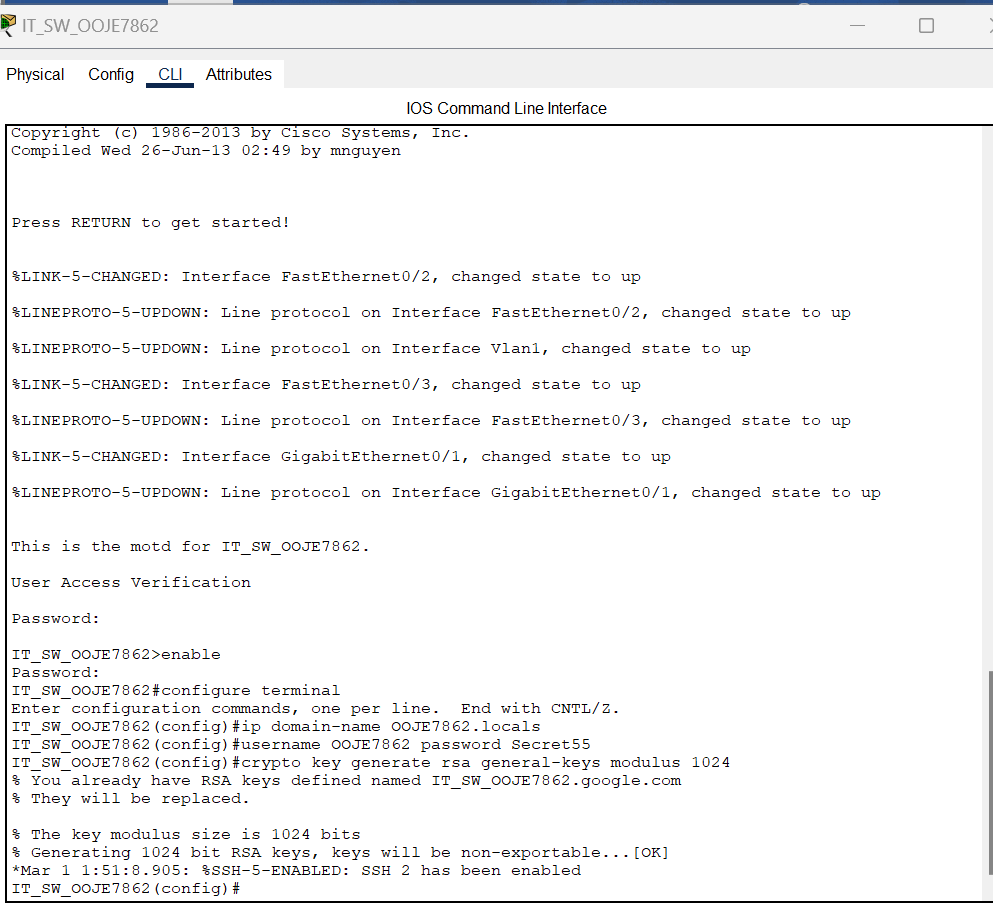 IT_SW_OOJE7862
Physical Config CLI Attributes
IOS Command Line Interface
Copyright (c) 1986-2013 by Cisco Systems, Inc.
Compiled Wed 26-Jun-13 02:49 by mnguyen
Press RETURN to get started!
%LINK-5-CHANGED: Interface FastEthernet0/2, changed state to up
%LINEPROTO-5-UPDOWN: Line protocol on Interface FastEthernet0/2, changed state to up
%LINEPROTO-5-UPDOWN: Line protocol on Interface Vlan1, changed state to up
%LINK-5-CHANGED: Interface FastEthernet0/3, changed state to up
%LINEPROTO-5-UPDOWN: Line protocol on Interface FastEthernet0/3, changed state to up
%LINK-5-CHANGED: Interface GigabitEthernet0/1, changed state to up
%LINEPROTO-5-UPDOWN: Line protocol on Interface GigabitEthernet0/1, changed state to up
This is the motd for IT_SW_OOJE7862.
User Access Verification
Password:
IT_SW_OOJE7862>enable
Password:
IT_SW_OOJE7862#configure terminal
Enter configuration commands, one per line.  End with CNTL/Z.
IT_SW_OOJE7862(config)#ip domain-name OOJE7862.locals
IT_SW_OOJE7862(config)#username OOJE7862 password Secret55
IT_SW_OOJE7862(config)#crypto key generate rsa general-keys modulus 1024
% You already have RSA keys defined named IT_SW_OOJE7862.google.com
% They will be replaced.
% The key modulus size is 1024 bits
% Generating 1024 bit RSA keys, keys will be non-exportable...[OK]
*Mar 1 1:51:8.905: %SSH-5-ENABLED: SSH 2 has been enabled
IT_SW_OOJE7862(config)#